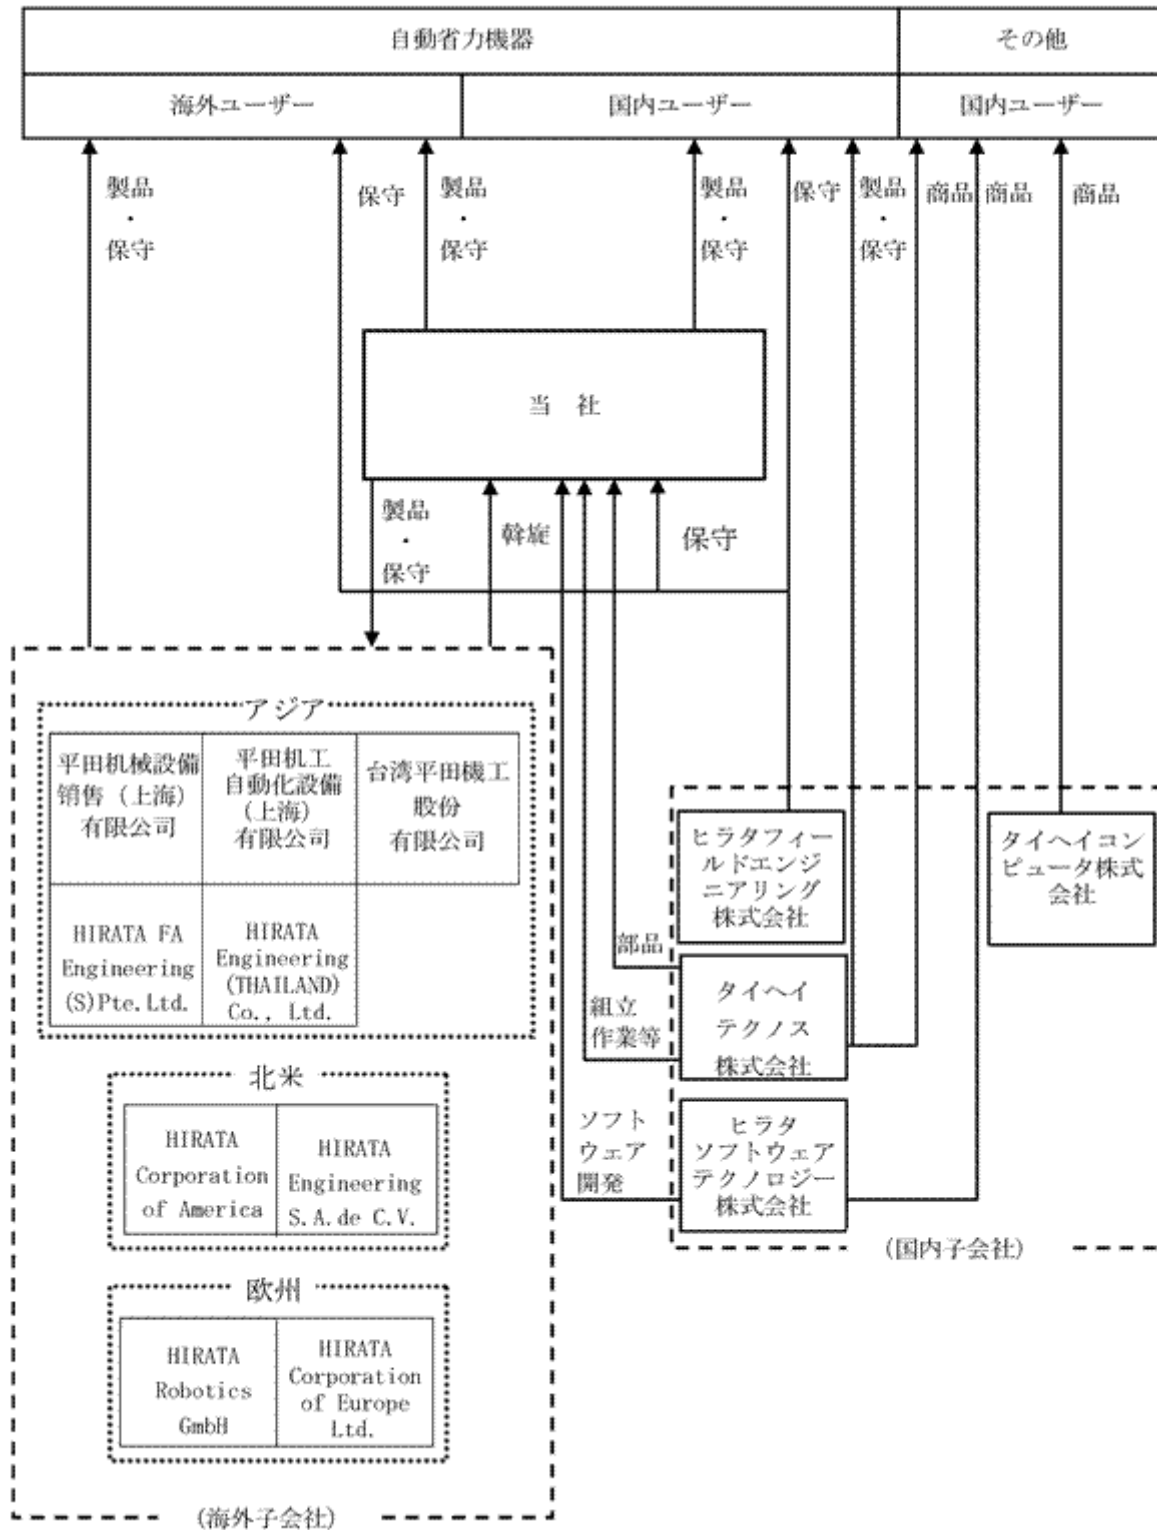 自動省力機器
その他
海外ユーザー
国内ユーザー
国内ユーザー
製品
・
保守
保守
製品
・
保守
製品
・
保守
保守
製品
・
保守
商品
商品
商品
当 社
製品
・
保守
斡旋
保守
アジア
平田机械設備
销售(上海)
有限公司
平田机工
自動化設備
(上海)
有限公司
台湾平田機工
股份
有限公司
HIRATA FA
Engineering
(S)Pte.Ltd.
HIRATA
Engineering
(THAILAND)
Co., Ltd.
北米
HIRATA
Corporation
of America
HIRATA
Engineering
S.A.de C.V.
欧州
HIRATA
Robotics
GmbH
HIRATA
Corporation
of Europe
Ltd.
(海外子会社)
ヒラタフィー
ルドエンジ
ニアリング
株式会社
タイヘイコン
ピュータ株式
会社
部品
組立
作業等
タイヘイ
テクノス
株式会社
ソフト
ウェア
開発
ヒラタ
ソフトウェア
テクノロジー
株式会社
(国内子会社)